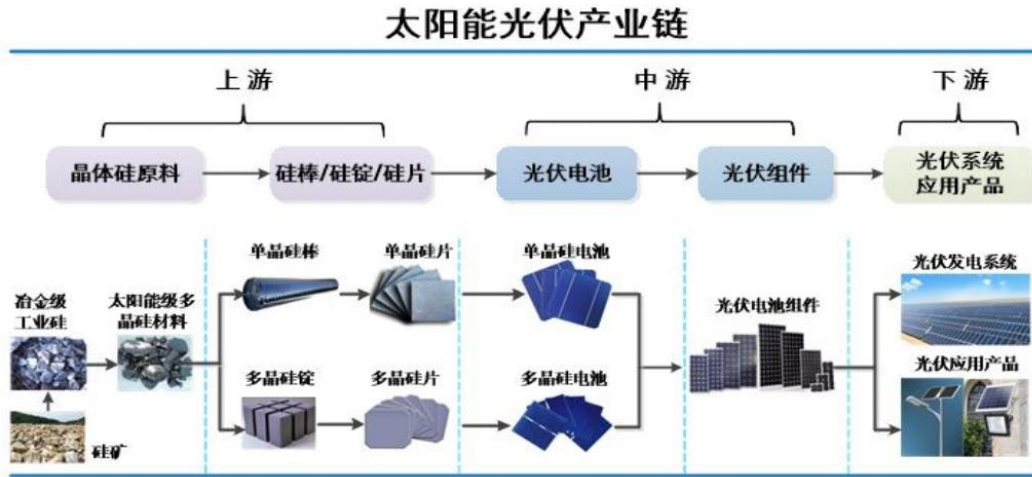 太阳能光伏产业链
上游
中游
下游
晶体硅原料
硅棒/硅锭/硅片
光伏电池
光伏组件
光伏系统
应用产品
单晶硅棒
单晶硅片
单晶硅电池
光伏发电系统
冶金级
工业硅
太阳能级多
晶硅材料
光伏电池组件
多晶硅锭
多晶硅片
多晶硅电池
光伏应用产品
硅矿